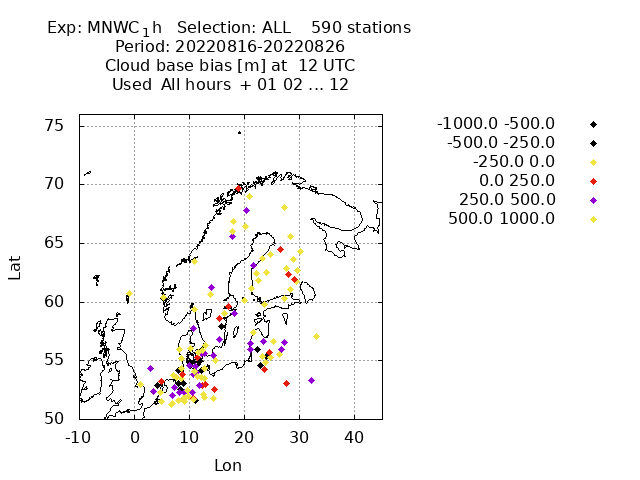 Exp: MNWC1h Selection: ALL 590 stations
Period: 20220816-20220826
Cloud base bias [m] at 12 UTC
Used All hours + 01 02 ... 12
-1000.0 -500.0
-500.0 -250.0
-250.0 0.0
0.0 250.0
250.0 500.0
500.0 1000.0
75
70
65
60
55
50
Lat
-10 0 10 20 30 40
Lon